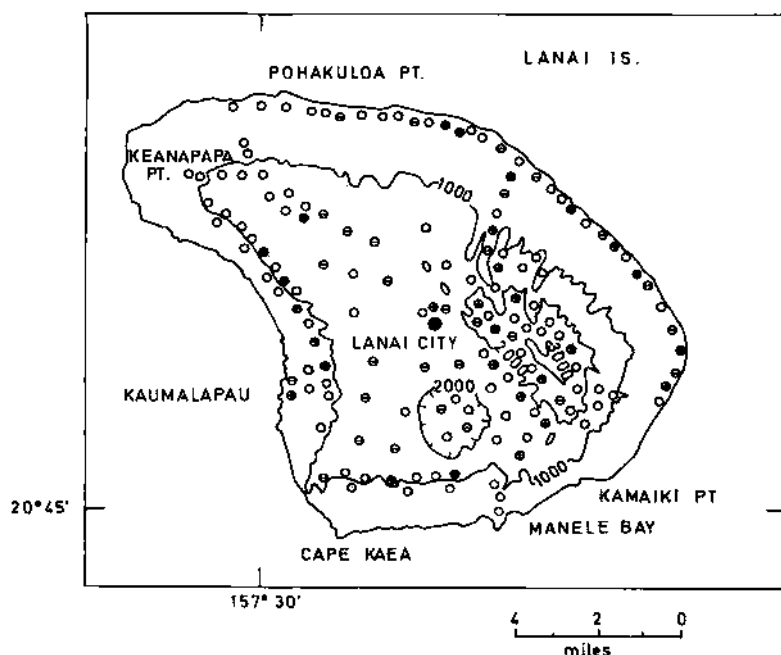 LANAI IS.
POHAKULOA PT.
KEANAPAPA
PT.
1000
LANAI CITY
2000
KAUMALAPAU
1000
KAMAIKI PT
20°45'
MANELE BAY
CAPE KAEA
157° 30'
4 2 0
miles